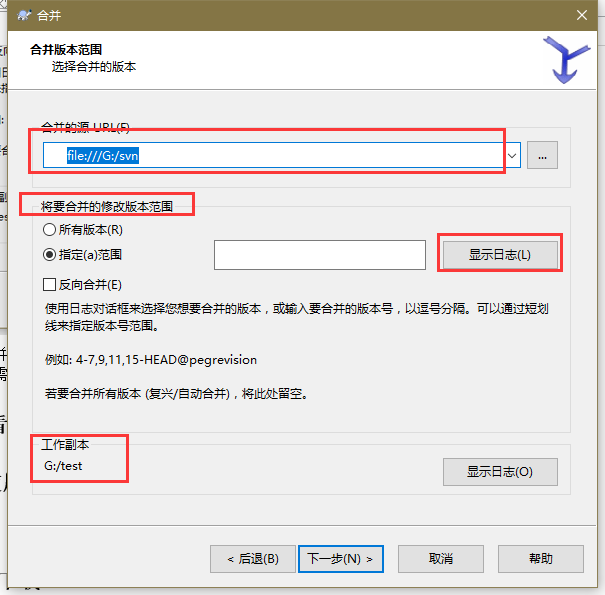 合并
合并版本范围
选择合并的版本
合并的源 URL(F)
file:///G:/svn
...
将要合并的修改版本范围
所有版本(R)
指定(a)范围
显示日志(L)
反向合并(E)
使用日志对话框来选择您想要合并的版本，或输入要合并的版本号，以逗号分隔。可以通过短划
线来指定版本号范围。
例如: 4-7,9,11,15-HEAD@pegrevision
若要合并所有版本 (复兴/自动合并)，将此处留空。
工作副本
G:/test
显示日志(O)
< 后退(B)
下一步(N) >
取消
帮助